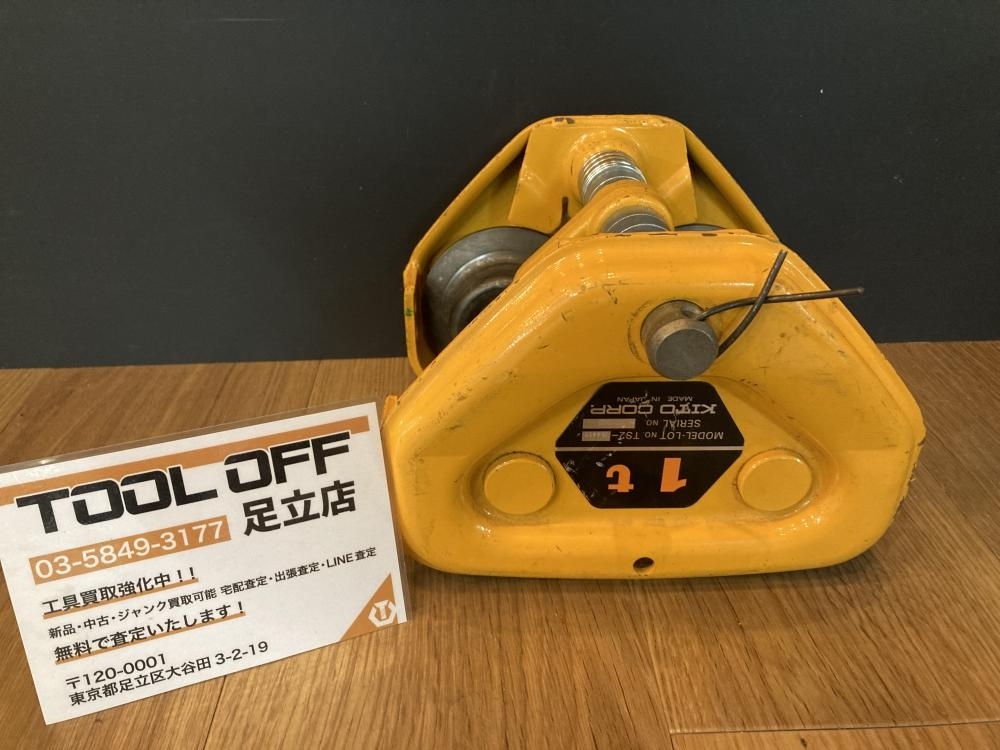 TOOL OFF
足立店
03-5849-3177
工具買取強化中!!
新品・中古・ジャンク買取可能 宅配査定・出張査定・LINE査定
無料で査定いたします!
〒120-0001
東京都足立区大谷田3-2-19
1t
MODEL-LOT No. TSZ-
SERIAL NO.
KITO CORP.
MADE IN JAPAN